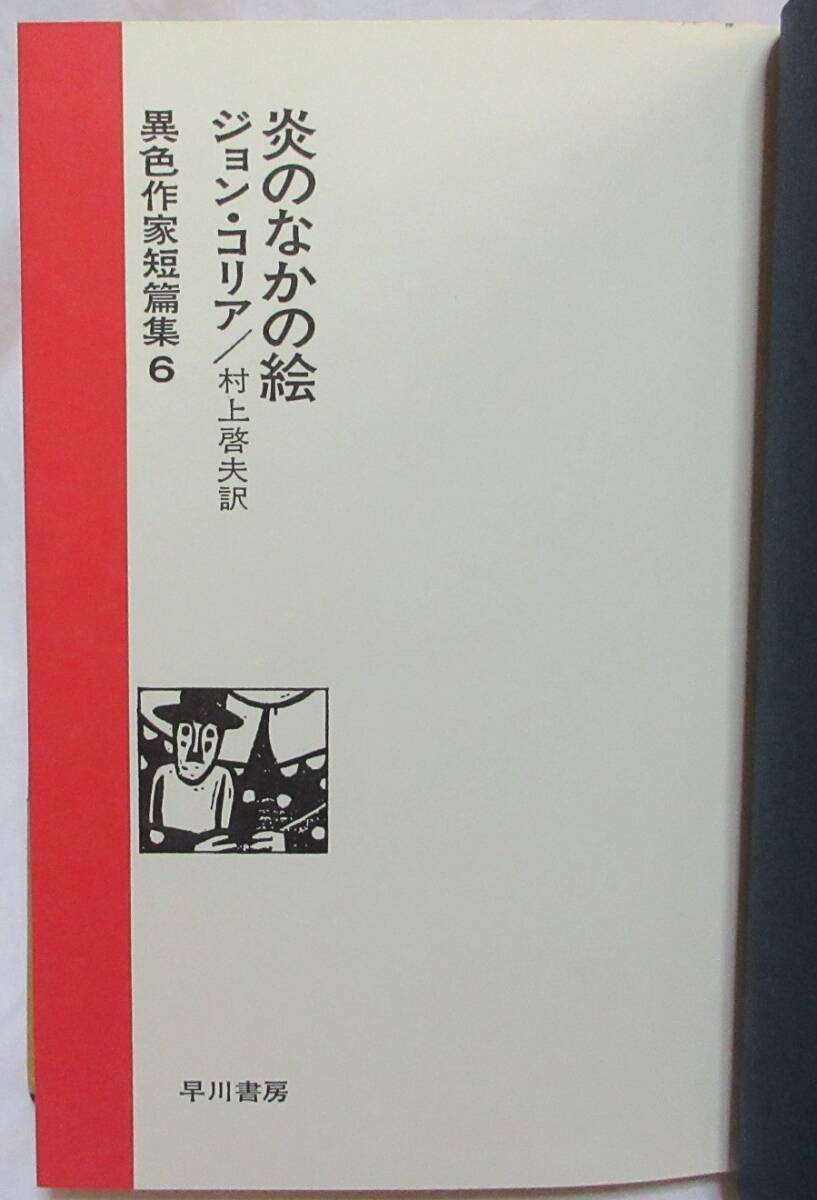 炎のなかの絵
ジョン・コリア／村上啓夫訳
異色作家短篇集6
早川書房